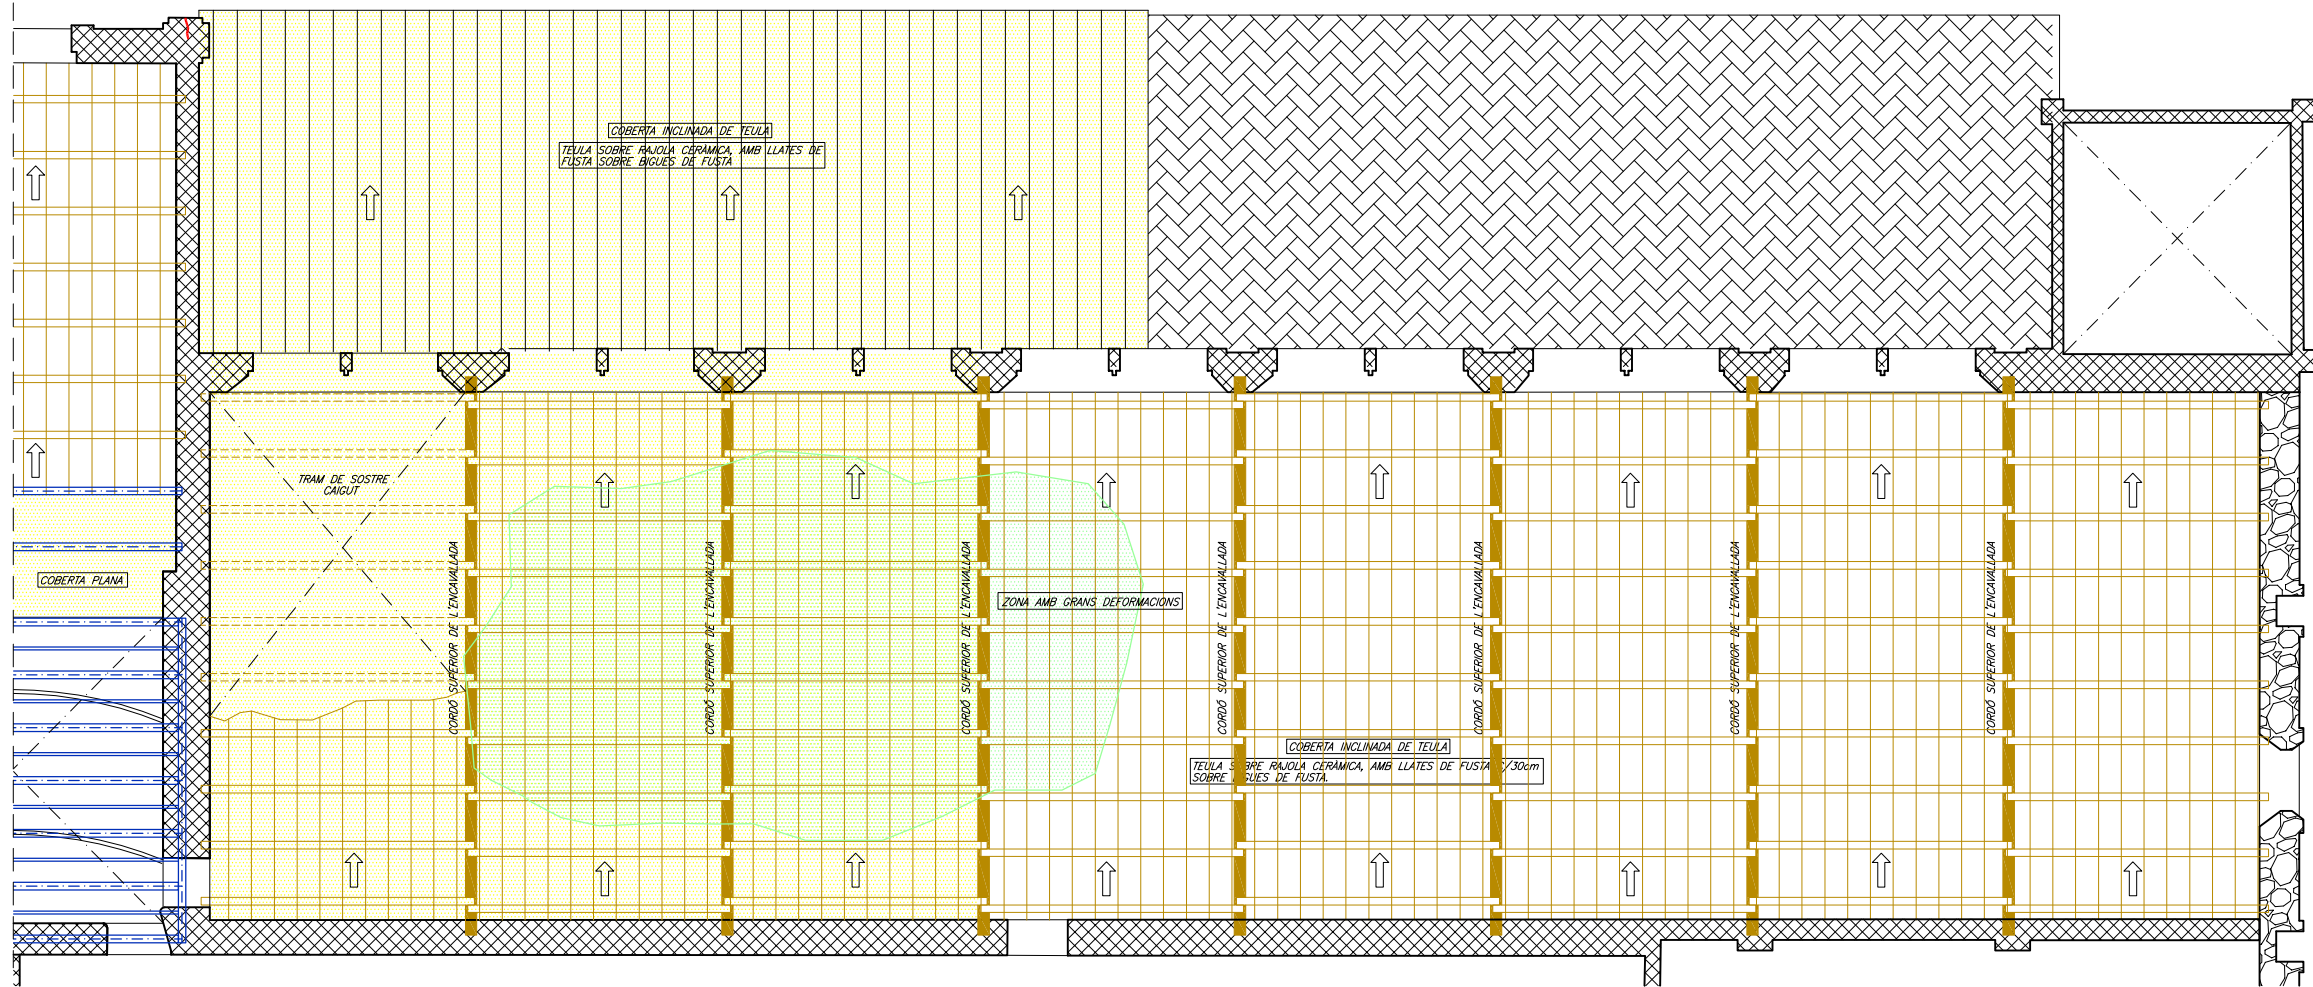 COBERTA INCLINADA DE TEULA
TEULA SOBRE RAJOLA CERÀMICA, AMB LLATES DE
FUSTA SOBRE BIGUES DE FUSTA
TRAM DE SOSTRE
CAIGUT
COBERTA PLANA
CORDÓ SUPERIOR DE L'ENCAVALLADA
CORDÓ SUPERIOR DE L'ENCAVALLADA
CORDÓ SUPERIOR DE L'ENCAVALLADA
CORDÓ SUPERIOR DE L'ENCAVALLADA
CORDÓ SUPERIOR DE L'ENCAVALLADA
CORDÓ SUPERIOR DE L'ENCAVALLADA
CORDÓ SUPERIOR DE L'ENCAVALLADA
ZONA AMB GRANS DEFORMACIONS
COBERTA INCLINADA DE TEULA
TEULA SOBRE RAJOLA CERÀMICA, AMB LLATES DE FUSTA C/30cm
SOBRE BIGUES DE FUSTA.